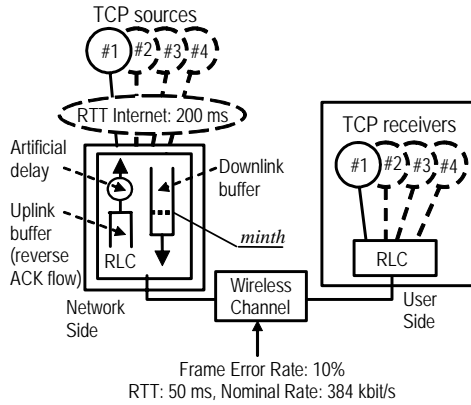 TCP sources
#1 #2 #3 #4
RTT Internet: 200 ms
Artificial
delay
Uplink
buffer
(reverse
ACK flow)
RLC
Downlink
buffer
minth
Network
Side
Wireless
Channel
TCP receivers
#1 #2 #3 #4
RLC
User
Side
Frame Error Rate: 10%
RTT: 50 ms, Nominal Rate: 384 kbit/s